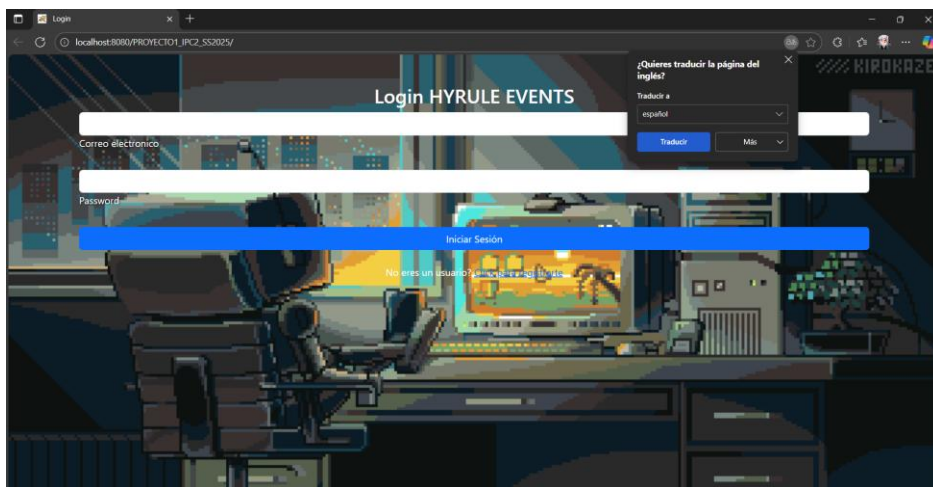 Login
localhost:8080/PROYECTO1_IPC2_SS2025/
¿Quieres traducir la página del inglés?
Traducir a
español
Traducir
Más
KIROKAZE
Login HYRULE EVENTS
Correo electronico
Password
Iniciar Sesión
No eres un usuario?